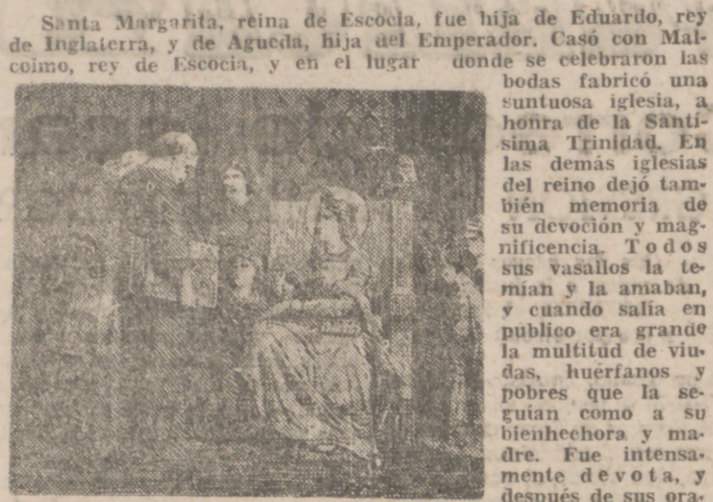 Santa Margarita, reina de Escocia, fue hija de Eduardo, rey
de Inglaterra, y de Agueda, hija del Emperador. Casó con Mal-
coimo, rey de Escocia, y en el lugar donde se celebraron las
bodas fabricó una
suntuosa iglesia, a
honra de la Santí-
sima Trinidad. En
las demás iglesias
del reino dejó tam-
bién memoria de
su devoción y mag-
nificencia. Todos
sus vasallos la te-
mían y la amaban,
y cuando salía en
público era grande
la multitud de viu-
das, huérfanos y
pobres que la se-
guían como a su
bienhechora y ma-
dre. Fue intensa-
mente devota, y
después de sus ora-